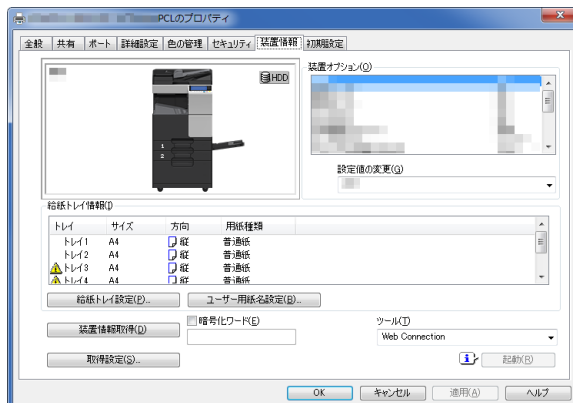 PCLのプロパティ
全般 共有 ポート 詳細設定 色の管理 セキュリティ 装置情報 初期設定
HDD
1
2
装置オプション(O)
設定値の変更(G)
給紙トレイ情報(I)
トレイ サイズ 方向 用紙種類
トレイ1 A4 縦 普通紙
トレイ2 A4 縦 普通紙
トレイ3 A4 縦 普通紙
トレイ4 A4 縦 普通紙
給紙トレイ設定(P)... ユーザー用紙名設定(B)...
装置情報取得(D)
暗号化ワード(E)
ツール(T)
Web Connection
取得設定(S)...
起動(R)
OK キャンセル 適用(A) ヘルプ